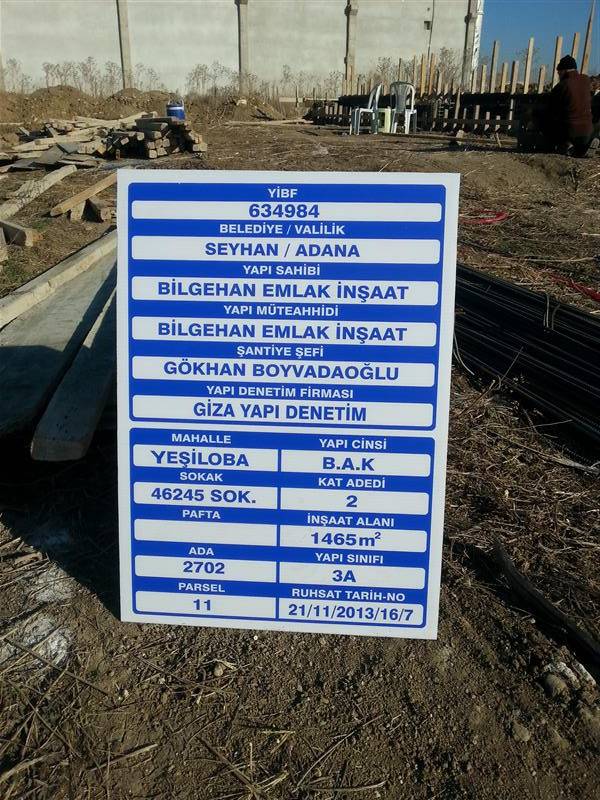 YİBF
634984
BELEDİYE / VALİLİK
SEYHAN / ADANA
YAPI SAHİBİ
BİLGEHAN EMLAK İNŞAAT
YAPI MÜTEAHHİDİ
BİLGEHAN EMLAK İNŞAAT
ŞANTİYE ŞEFİ
GÖKHAN BOYVADAOĞLU
YAPI DENETİM FİRMASI
GİZA YAPI DENETİM
MAHALLE YAPI CİNSİ
YEŞİLOBA B.A.K
SOKAK KAT ADEDİ
46245 SOK. 2
PAFTA İNŞAAT ALANI
1465m²
ADA YAPI SINIFI
2702 3A
PARSEL RUHSAT TARİH-NO
11 21/11/2013/16/7